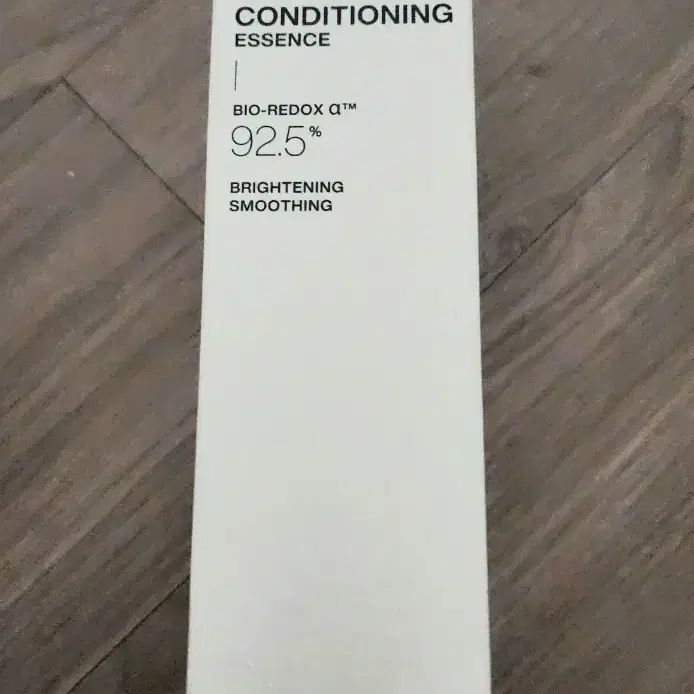 CONDITIONING
ESSENCE
BIO-REDOX α™
92.5%
BRIGHTENING
SMOOTHING